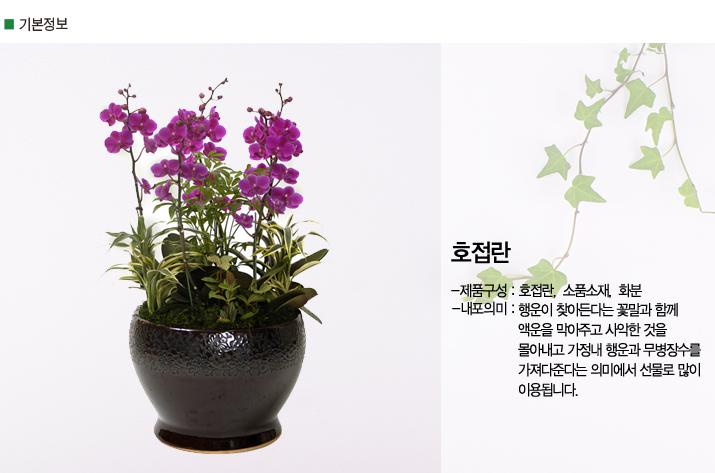 기본정보
호접란
-제품구성 : 호접란, 소품소재, 화분
-내포의미 : 행운이 찾아든다는 꽃말과 함께
액운을 막아주고 사악한 것을
몰아내고 가정내 행운과 무병장수를
가져다준다는 의미에서 선물로 많이
이용됩니다.